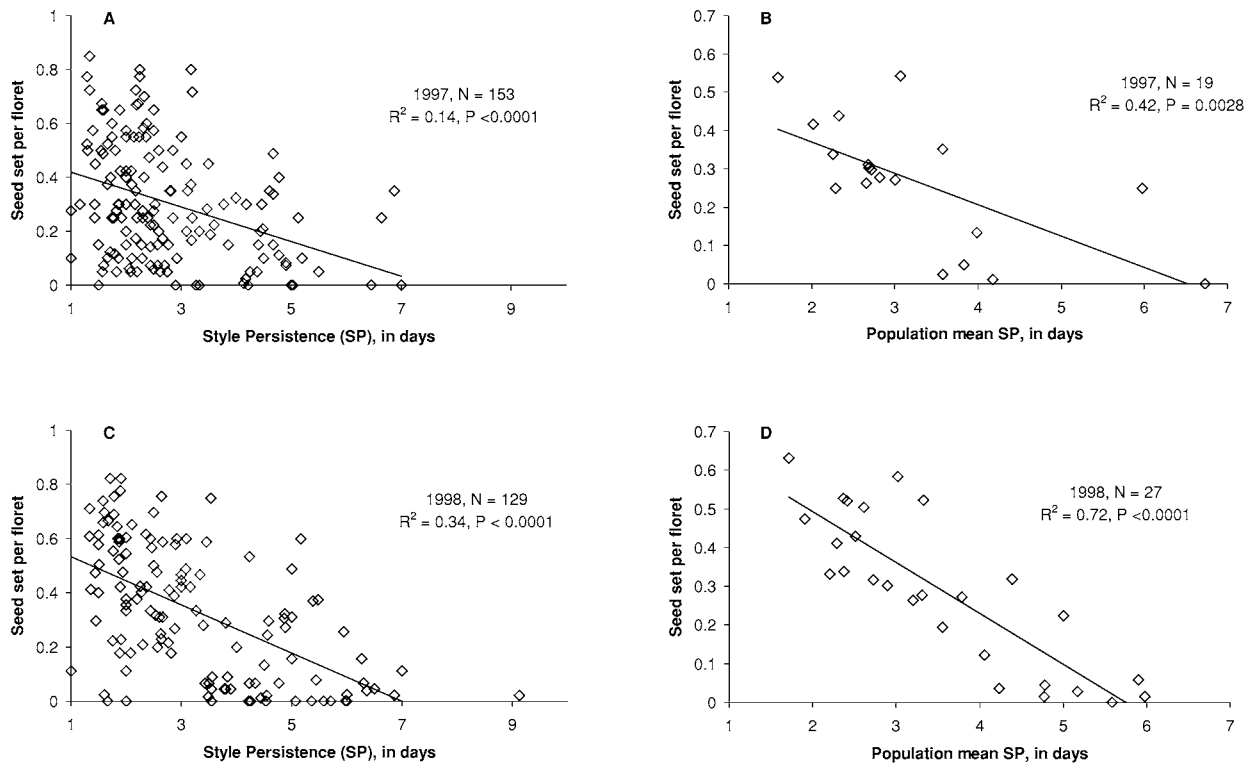 A
1
0.8
0.6
0.4
0.2
0
1 3 5 7 9
Seed set per floret
Style Persistence (SP), in days
1997, N = 153
R² = 0.14, P <0.0001
B
0.7
0.6
0.5
0.4
0.3
0.2
0.1
0
1 2 3 4 5 6 7
Seed set per floret
Population mean SP, in days
1997, N = 19
R² = 0.42, P = 0.0028
C
1
0.8
0.6
0.4
0.2
0
1 3 5 7 9
Seed set per floret
Style Persistence (SP), in days
1998, N = 129
R² = 0.34, P < 0.0001
D
0.7
0.6
0.5
0.4
0.3
0.2
0.1
0
1 2 3 4 5 6 7
Seed set per floret
Population mean SP, in days
1998, N = 27
R² = 0.72, P <0.0001